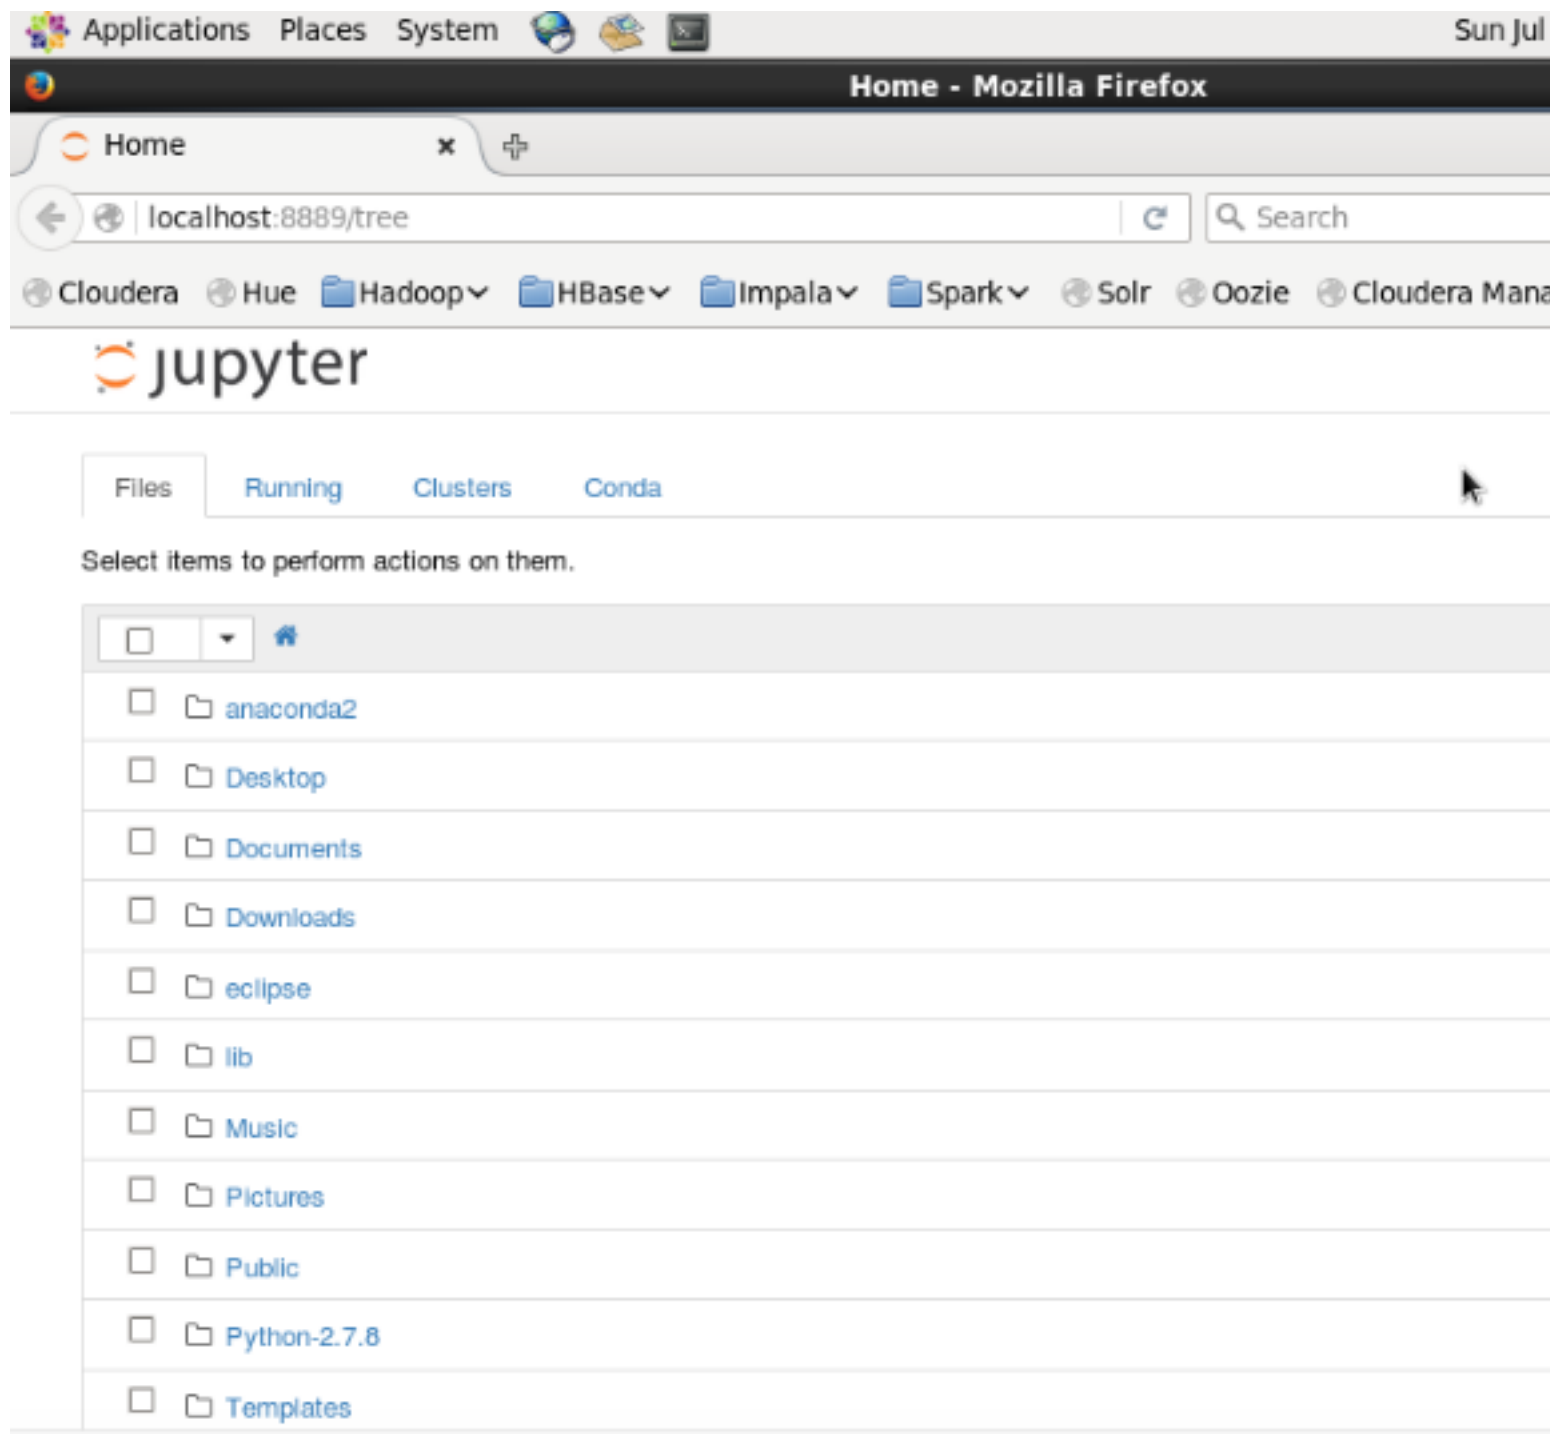 Applications Places System Sun Jul
Home - Mozilla Firefox
Home
localhost:8889/tree Search
Cloudera Hue Hadoop HBase Impala Spark Solr Oozie Cloudera Mana
jupyter
Files Running Clusters Conda
Select items to perform actions on them.
anaconda2
Desktop
Documents
Downloads
eclipse
lib
Music
Pictures
Public
Python-2.7.8
Templates